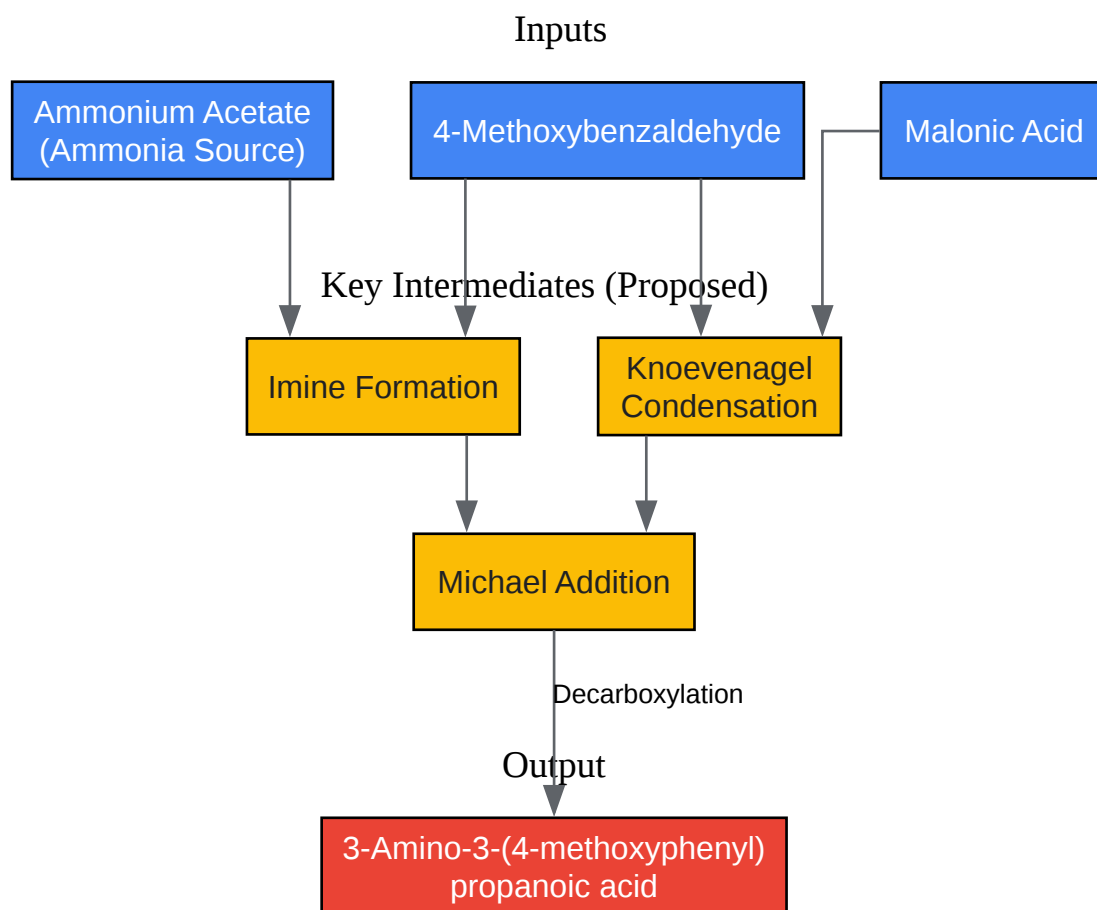 Inputs
Ammonium Acetate
(Ammonia Source)
4-Methoxybenzaldehyde
Malonic Acid
Key Intermediates (Proposed)
Imine Formation
Knoevenagel
Condensation
Michael Addition
Decarboxylation
Output
3-Amino-3-(4-methoxyphenyl)
propanoic acid